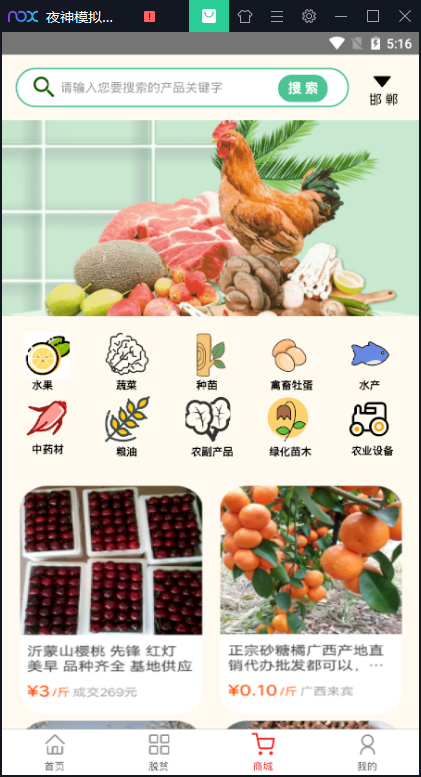 nox 夜神模拟...
5:16
请输入您要搜索的产品关键字
搜 索
邯 郸
水果
蔬菜
种苗
禽畜牡蛋
水产
中药材
粮油
农副产品
绿化苗木
农业设备
沂蒙山樱桃 先锋 红灯
美早 品种齐全 基地供应
¥3/斤 成交269元
正宗砂糖橘广西产地直
销代办批发都可以，…
¥0.10/斤 广西来宾
首页
脱贫
商城
我的